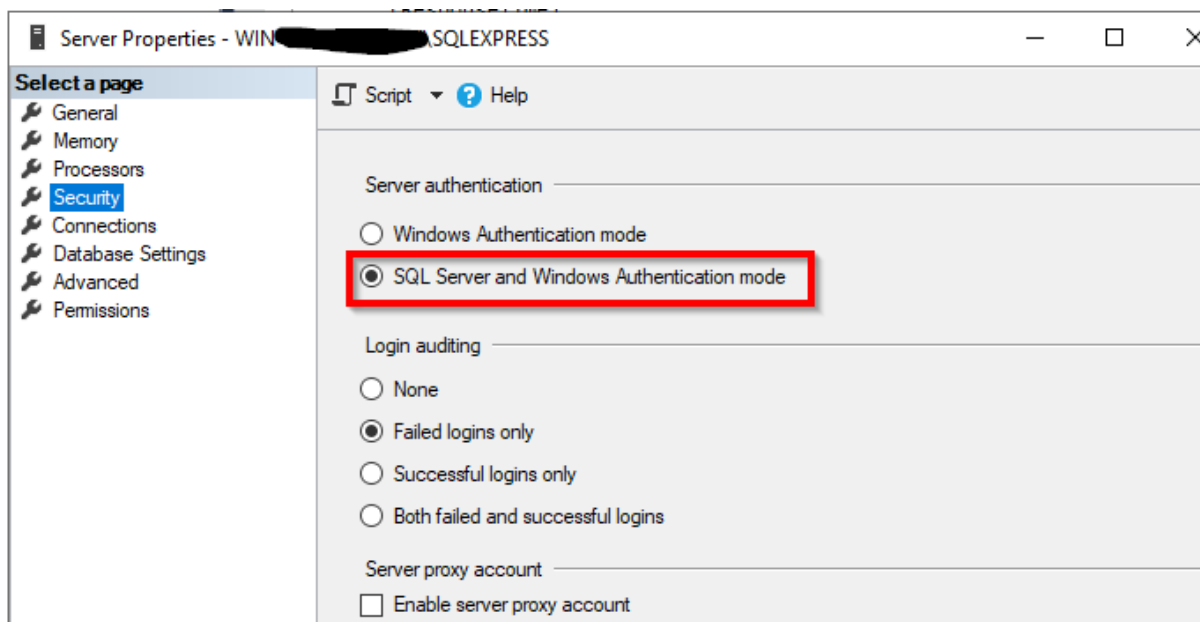 Server Properties - WIN \SQLEXPRESS
Select a page
General
Memory
Processors
Security
Connections
Database Settings
Advanced
Permissions
Script Help
Server authentication
Windows Authentication mode
SQL Server and Windows Authentication mode
Login auditing
None
Failed logins only
Successful logins only
Both failed and successful logins
Server proxy account
Enable server proxy account